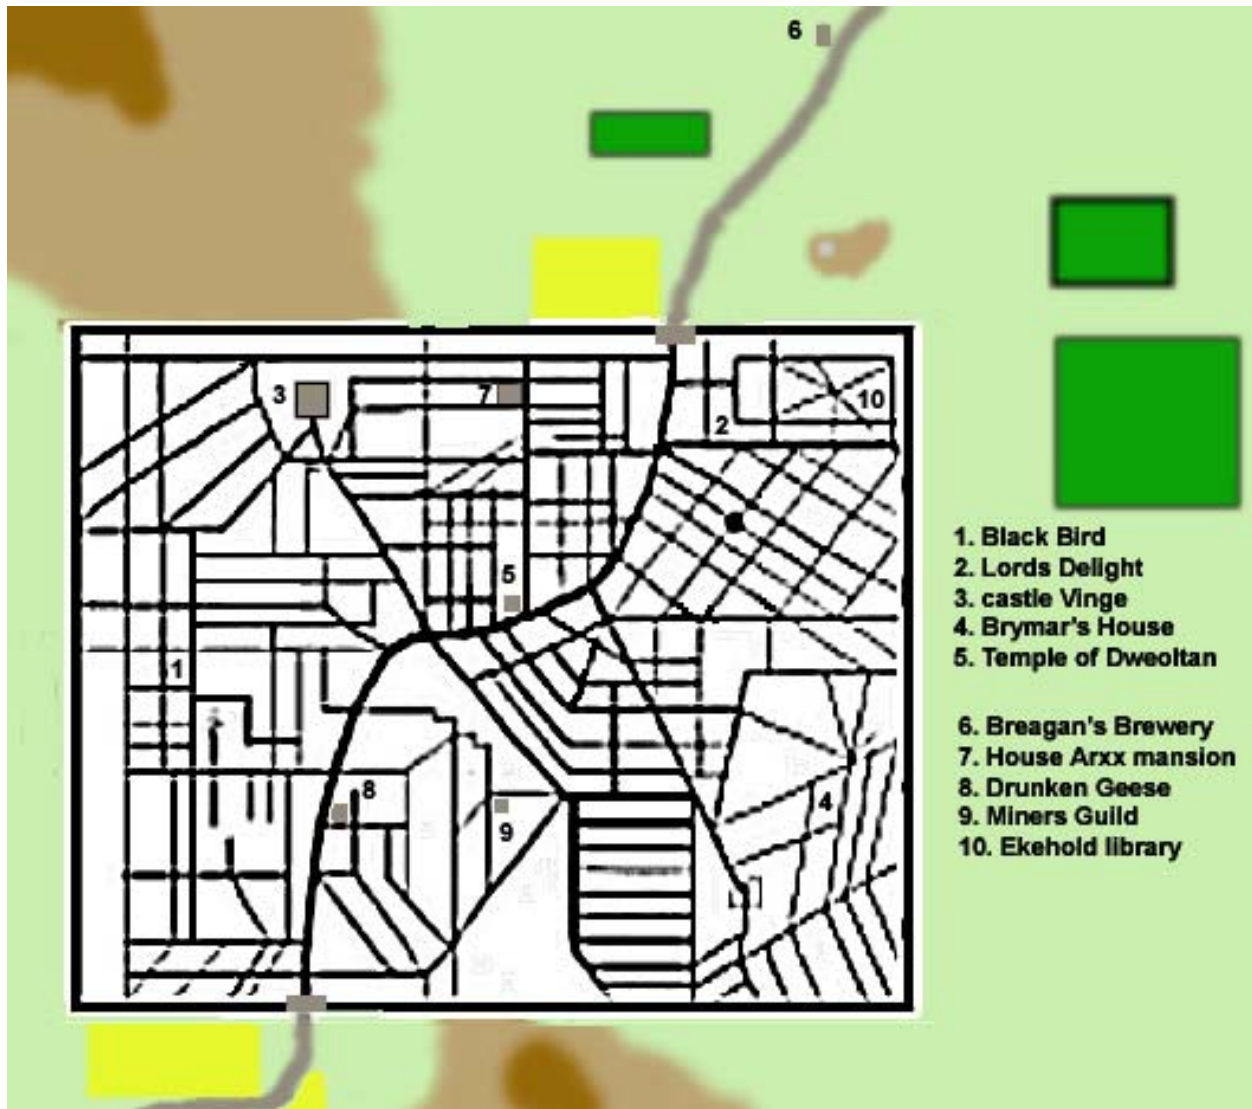 6
3
7
10
2
5
1
8
4
9
1. Black Bird
2. Lords Delight
3. castle Vinge
4. Brymar's House
5. Temple of Dweoltan
6. Breagan's Brewery
7. House Arxx mansion
8. Drunken Geese
9. Miners Guild
10. Ekehold library